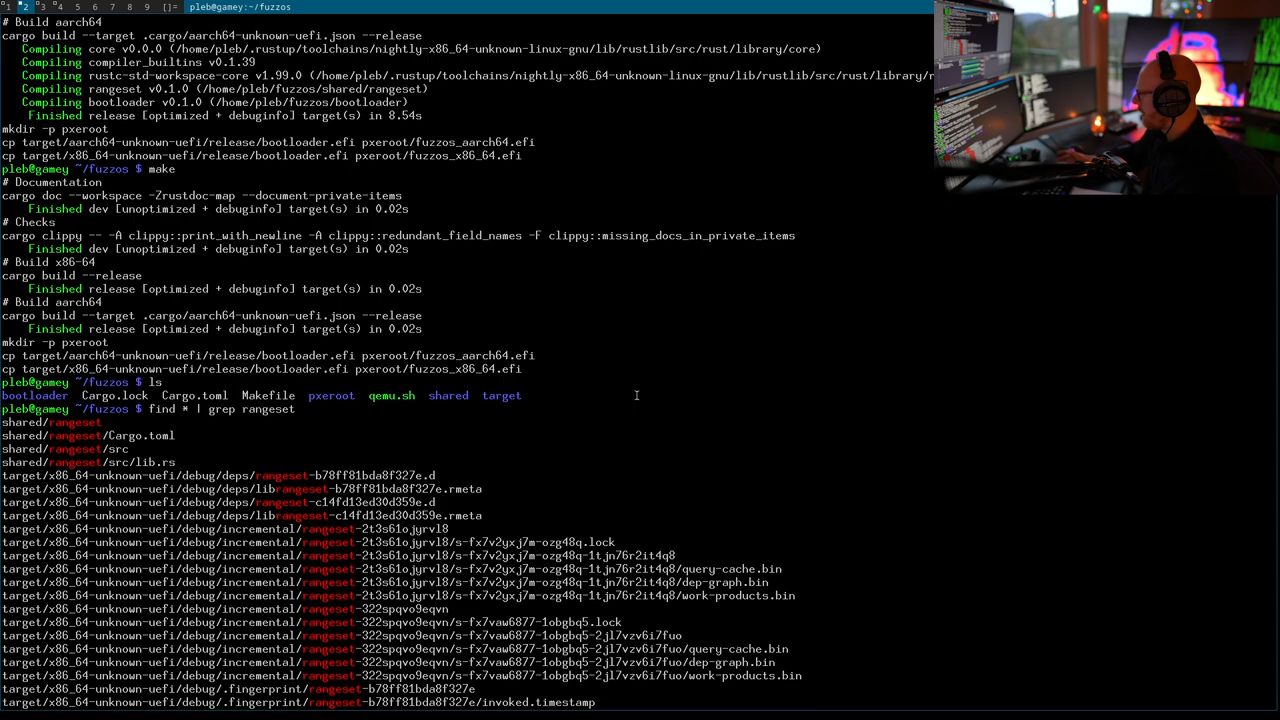 1 2 3 4 5 6 7 8 9 []= pleb@gamey:~/fuzzos
# Build aarch64
cargo build --target .cargo/aarch64-unknown-uefi.json --release
Compiling core v0.0.0 (/home/pleb/.rustup/toolchains/nightly-x86_64-unknown-linux-gnu/lib/rustlib/src/rust/library/core)
Compiling compiler_builtins v0.1.39
Compiling rustc-std-workspace-core v1.99.0 (/home/pleb/.rustup/toolchains/nightly-x86_64-unknown-linux-gnu/lib/rustlib/src/rust/library/r
Compiling rangeset v0.1.0 (/home/pleb/fuzzos/shared/rangeset)
Compiling bootloader v0.1.0 (/home/pleb/fuzzos/bootloader)
Finished release [optimized + debuginfo] target(s) in 8.54s
mkdir -p pxeroot
cp target/aarch64-unknown-uefi/release/bootloader.efi pxeroot/fuzzos_aarch64.efi
cp target/x86_64-unknown-uefi/release/bootloader.efi pxeroot/fuzzos_x86_64.efi
pleb@gamey ~/fuzzos $ make
# Documentation
cargo doc --workspace -Zrustdoc-map --document-private-items
Finished dev [unoptimized + debuginfo] target(s) in 0.02s
# Checks
cargo clippy -- -A clippy::print_with_newline -A clippy::redundant_field_names -F clippy::missing_docs_in_private_items
Finished dev [unoptimized + debuginfo] target(s) in 0.02s
# Build x86-64
cargo build --release
Finished release [optimized + debuginfo] target(s) in 0.02s
# Build aarch64
cargo build --target .cargo/aarch64-unknown-uefi.json --release
Finished release [optimized + debuginfo] target(s) in 0.02s
mkdir -p pxeroot
cp target/aarch64-unknown-uefi/release/bootloader.efi pxeroot/fuzzos_aarch64.efi
cp target/x86_64-unknown-uefi/release/bootloader.efi pxeroot/fuzzos_x86_64.efi
pleb@gamey ~/fuzzos $ ls
bootloader Cargo.lock Cargo.toml Makefile pxeroot qemu.sh shared target
pleb@gamey ~/fuzzos $ find * | grep rangeset
shared/rangeset
shared/rangeset/Cargo.toml
shared/rangeset/src
shared/rangeset/src/lib.rs
target/x86_64-unknown-uefi/debug/deps/rangeset-b78ff81bda8f327e.d
target/x86_64-unknown-uefi/debug/deps/librangeset-b78ff81bda8f327e.rmeta
target/x86_64-unknown-uefi/debug/deps/rangeset-c14fd13ed30d359e.d
target/x86_64-unknown-uefi/debug/deps/librangeset-c14fd13ed30d359e.rmeta
target/x86_64-unknown-uefi/debug/incremental/rangeset-2t3s61ojyrvl8
target/x86_64-unknown-uefi/debug/incremental/rangeset-2t3s61ojyrvl8/s-fx7v2yxj7m-ozg48q.lock
target/x86_64-unknown-uefi/debug/incremental/rangeset-2t3s61ojyrvl8/s-fx7v2yxj7m-ozg48q-1tjn76r2it4q8
target/x86_64-unknown-uefi/debug/incremental/rangeset-2t3s61ojyrvl8/s-fx7v2yxj7m-ozg48q-1tjn76r2it4q8/query-cache.bin
target/x86_64-unknown-uefi/debug/incremental/rangeset-2t3s61ojyrvl8/s-fx7v2yxj7m-ozg48q-1tjn76r2it4q8/dep-graph.bin
target/x86_64-unknown-uefi/debug/incremental/rangeset-2t3s61ojyrvl8/s-fx7v2yxj7m-ozg48q-1tjn76r2it4q8/work-products.bin
target/x86_64-unknown-uefi/debug/incremental/rangeset-322spqvo9eqvn
target/x86_64-unknown-uefi/debug/incremental/rangeset-322spqvo9eqvn/s-fx7vaw6877-1obgbq5.lock
target/x86_64-unknown-uefi/debug/incremental/rangeset-322spqvo9eqvn/s-fx7vaw6877-1obgbq5-2jl7vzv6i7fuo
target/x86_64-unknown-uefi/debug/incremental/rangeset-322spqvo9eqvn/s-fx7vaw6877-1obgbq5-2jl7vzv6i7fuo/query-cache.bin
target/x86_64-unknown-uefi/debug/incremental/rangeset-322spqvo9eqvn/s-fx7vaw6877-1obgbq5-2jl7vzv6i7fuo/dep-graph.bin
target/x86_64-unknown-uefi/debug/incremental/rangeset-322spqvo9eqvn/s-fx7vaw6877-1obgbq5-2jl7vzv6i7fuo/work-products.bin
target/x86_64-unknown-uefi/debug/.fingerprint/rangeset-b78ff81bda8f327e
target/x86_64-unknown-uefi/debug/.fingerprint/rangeset-b78ff81bda8f327e/invoked.timestamp